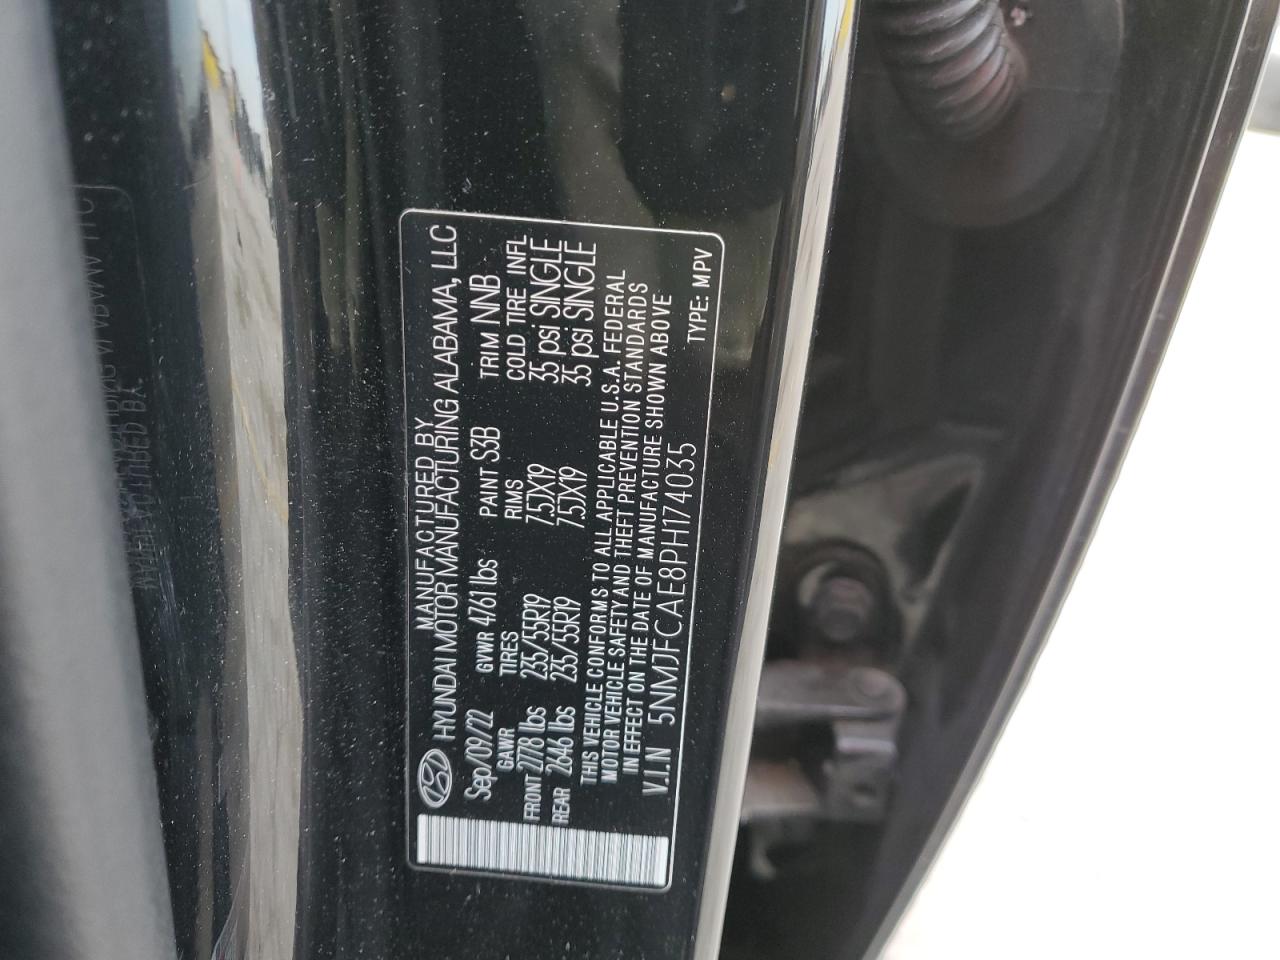 MANUFACTURED BY
HYUNDAI MOTOR MANUFACTURING ALABAMA, LLC
Sep/09/22 GVWR 4761 lbs PAINT S3B TRIM NNB
GAWR TIRES RIMS COLD TIRE INFL
FRONT 2778 lbs 235/55R19 7.5JX19 35 psi SINGLE
REAR 2646 lbs 235/55R19 7.5JX19 35 psi SINGLE
THIS VEHICLE CONFORMS TO ALL APPLICABLE U.S.A. FEDERAL
MOTOR VEHICLE SAFETY AND THEFT PREVENTION STANDARDS
IN EFFECT ON THE DATE OF MANUFACTURE SHOWN ABOVE
V.I.N 5NMJFCAE8PH174035
TYPE: MPV